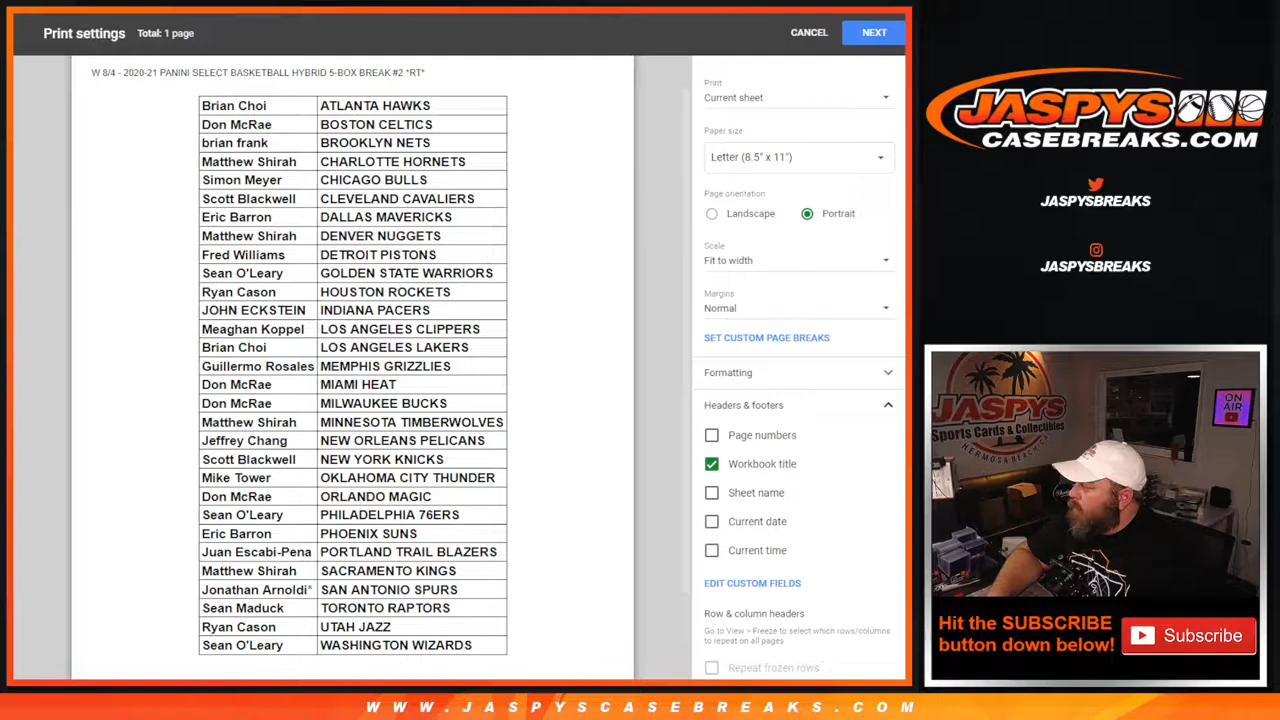 Print settings Total: 1 page CANCEL NEXT
W 8/4 - 2020-21 PANINI SELECT BASKETBALL HYBRID 5-BOX BREAK #2 *RT*
Brian Choi ATLANTA HAWKS
Don McRae BOSTON CELTICS
brian frank BROOKLYN NETS
Matthew Shirah CHARLOTTE HORNETS
Simon Meyer CHICAGO BULLS
Scott Blackwell CLEVELAND CAVALIERS
Eric Barron DALLAS MAVERICKS
Matthew Shirah DENVER NUGGETS
Fred Williams DETROIT PISTONS
Sean O'Leary GOLDEN STATE WARRIORS
Ryan Cason HOUSTON ROCKETS
JOHN ECKSTEIN INDIANA PACERS
Meaghan Koppel LOS ANGELES CLIPPERS
Brian Choi LOS ANGELES LAKERS
Guillermo Rosales MEMPHIS GRIZZLIES
Don McRae MIAMI HEAT
Don McRae MILWAUKEE BUCKS
Matthew Shirah MINNESOTA TIMBERWOLVES
Jeffrey Chang NEW ORLEANS PELICANS
Scott Blackwell NEW YORK KNICKS
Mike Tower OKLAHOMA CITY THUNDER
Don McRae ORLANDO MAGIC
Sean O'Leary PHILADELPHIA 76ERS
Eric Barron PHOENIX SUNS
Juan Escabi-Pena PORTLAND TRAIL BLAZERS
Matthew Shirah SACRAMENTO KINGS
Jonathan Arnoldi* SAN ANTONIO SPURS
Sean Maduck TORONTO RAPTORS
Ryan Cason UTAH JAZZ
Sean O'Leary WASHINGTON WIZARDS
Print
Current sheet
Paper size
Letter (8.5" x 11")
Page orientation
Landscape Portrait
Scale
Fit to width
Margins
Normal
SET CUSTOM PAGE BREAKS
Formatting
Headers & footers
Page numbers
Workbook title
Sheet name
Current date
Current time
EDIT CUSTOM FIELDS
Row & column headers
Go to View > Freeze to select which rows/columns
to repeat on all pages
Repeat frozen rows
JASPYS
CASEBREAKS.COM
JASPYSBREAKS
JASPYSBREAKS
JASPYS
Sports Cards & Collectibles
HERMOSA BEACH
ON AIR
Hit the SUBSCRIBE
button down below!
Subscribe
WWW.JASPYSCASEBREAKS.COM